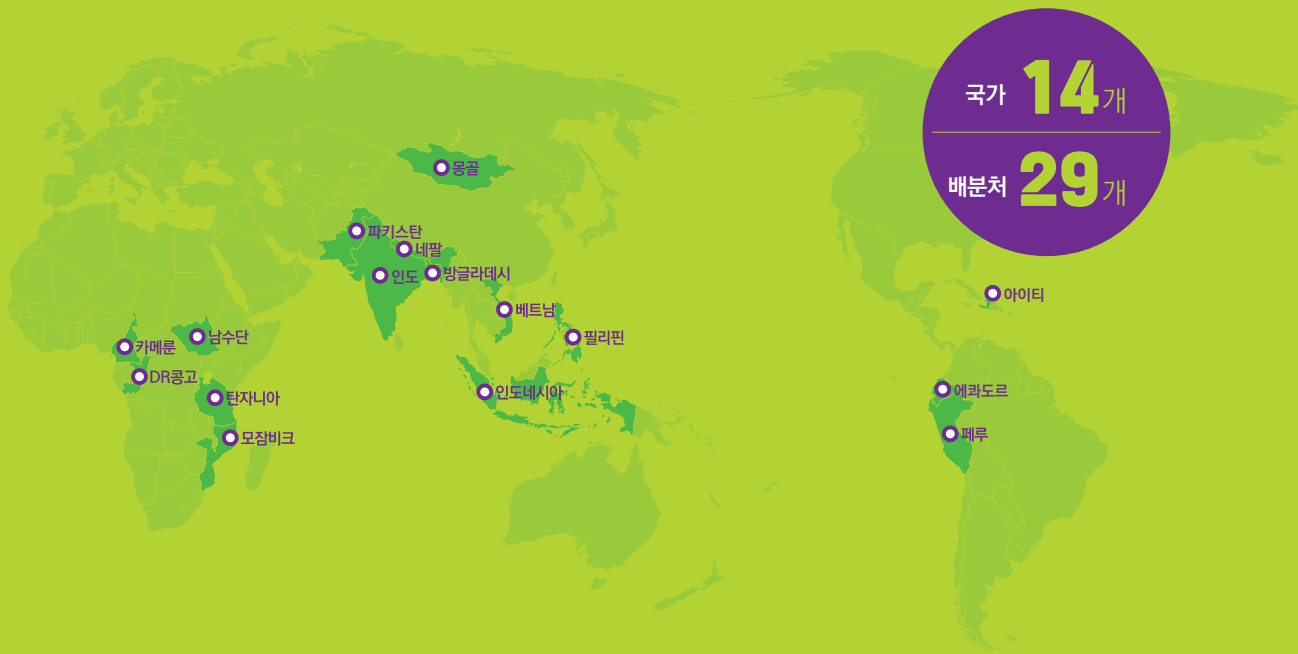 국가 14개
배분처 29개
몽골
파키스탄
네팔
인도
방글라데시
베트남
필리핀
인도네시아
카메룬
남수단
DR콩고
탄자니아
모잠비크
아이티
에콰도르
페루